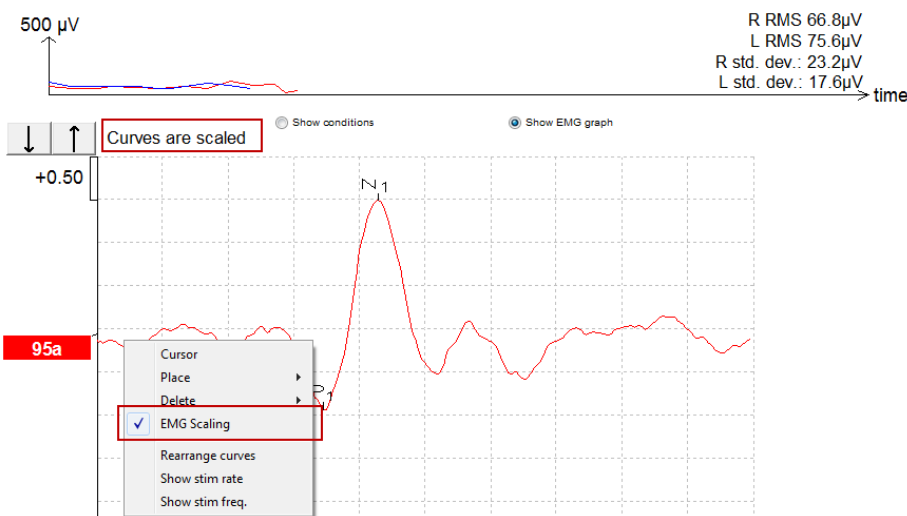 500 µV
R RMS 66.8µV
L RMS 75.6µV
R std. dev.: 23.2µV
L std. dev.: 17.6µV
time
Curves are scaled
Show conditions
Show EMG graph
+0.50
N1
95a
P1
Cursor
Place
Delete
EMG Scaling
Rearrange curves
Show stim rate
Show stim freq.